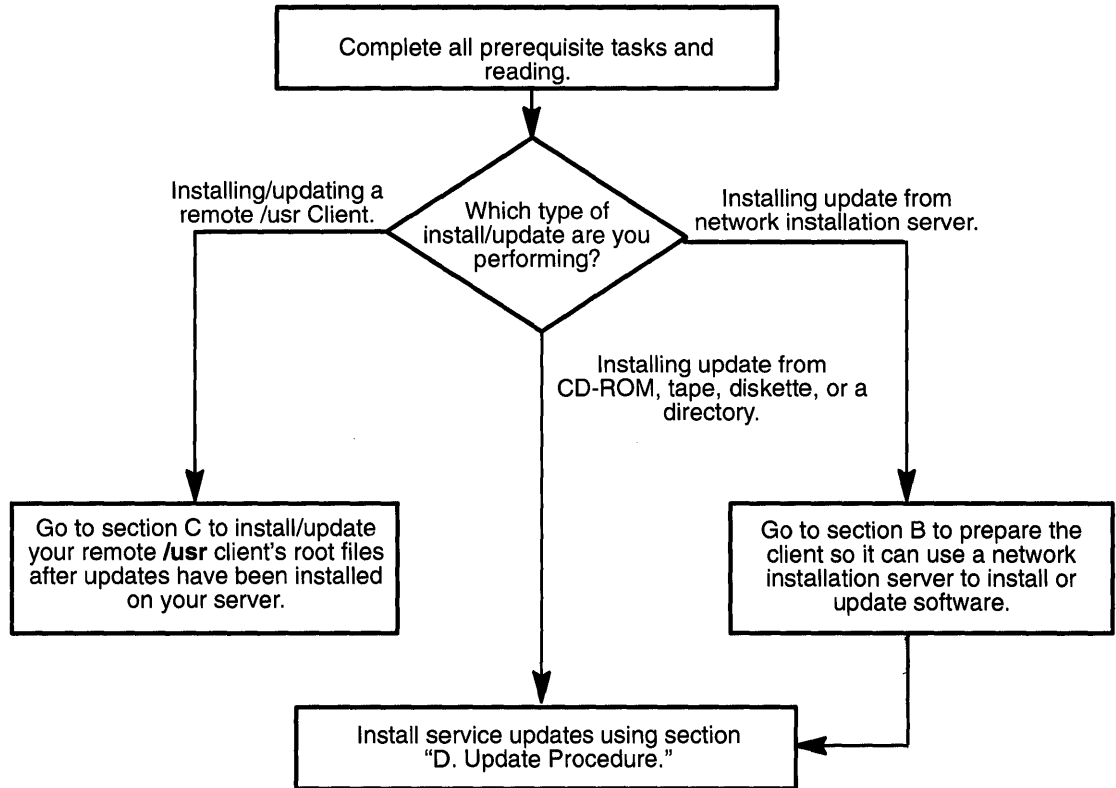 Complete all prerequisite tasks and
reading.
Installing/updating a
remote /usr Client.
Which type of
install/update are you
performing?
Installing update from
network installation server.
Installing update from
CD-ROM, tape, diskette, or a
directory.
Go to section C to install/update
your remote /usr client's root files
after updates have been installed
on your server.
Go to section B to prepare the
client so it can use a network
installation server to install or
update software.
Install service updates using section
“D. Update Procedure.”